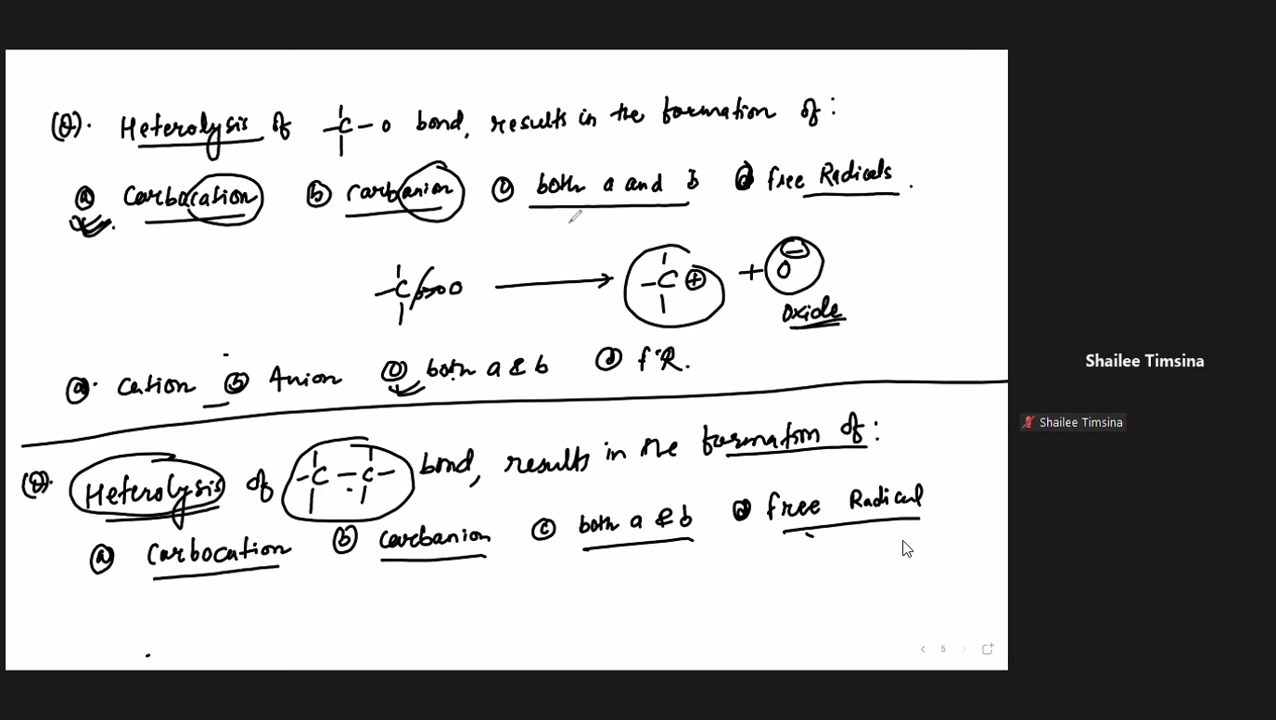 (Q). Heterolysis of -C-O bond, results in the formation of:
(a) Carbocation (b) carbanion (c) both a and b (d) free Radicals.
-C-O → -C⊕ + O⊖
Oxide
(a). Cation (b) Anion (c) both a & b (d) f.R.
Shailee Timsina
Shailee Timsina
(Q). Heterolysis of -C-C- bond, results in the formation of:
(a) Carbocation (b) carbanion (c) both a & b (d) free Radical
5